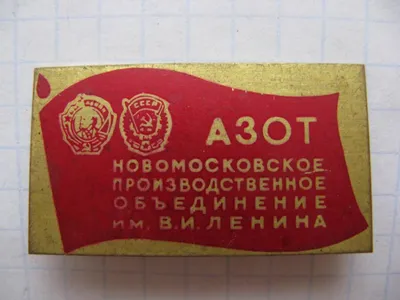 СССР
АЗОТ
НОВОМОСКОВСКОЕ
ПРОИЗВОДСТВЕННОЕ
ОБЪЕДИНЕНИЕ
ИМ. В.И.ЛЕНИНА